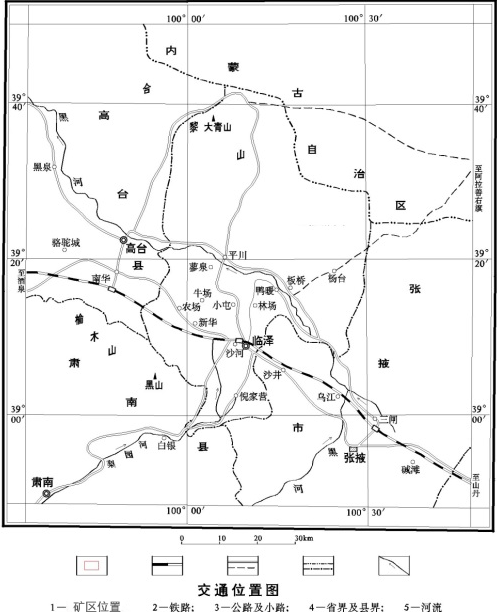 100° 00′
100° 30′
内
蒙
古
自
治
区
合
黎
山
大青山
39°
40′
39°
40′
黑
河
高
台
县
黑泉
至阿拉善右旗
骆驼城
高台
39°
20′
39°
20′
平川
蓼泉
鸭暖
板桥
杨台
至酒泉
南华
牛场
农场
小屯
林场
新华
张
掖
市
榆
木
山
临泽
沙河
沙井
肃
南
县
黑山
倪家营
乌江
三闸
39°
00′
39°
00′
白银
梨
园
河
黑
河
张掖
碱滩
至山丹
肃南
100° 00′
100° 30′
0 10 20 30km
交通位置图
1— 矿区位置 2—铁路; 3—公路及小路; 4—省界及县界; 5—河流